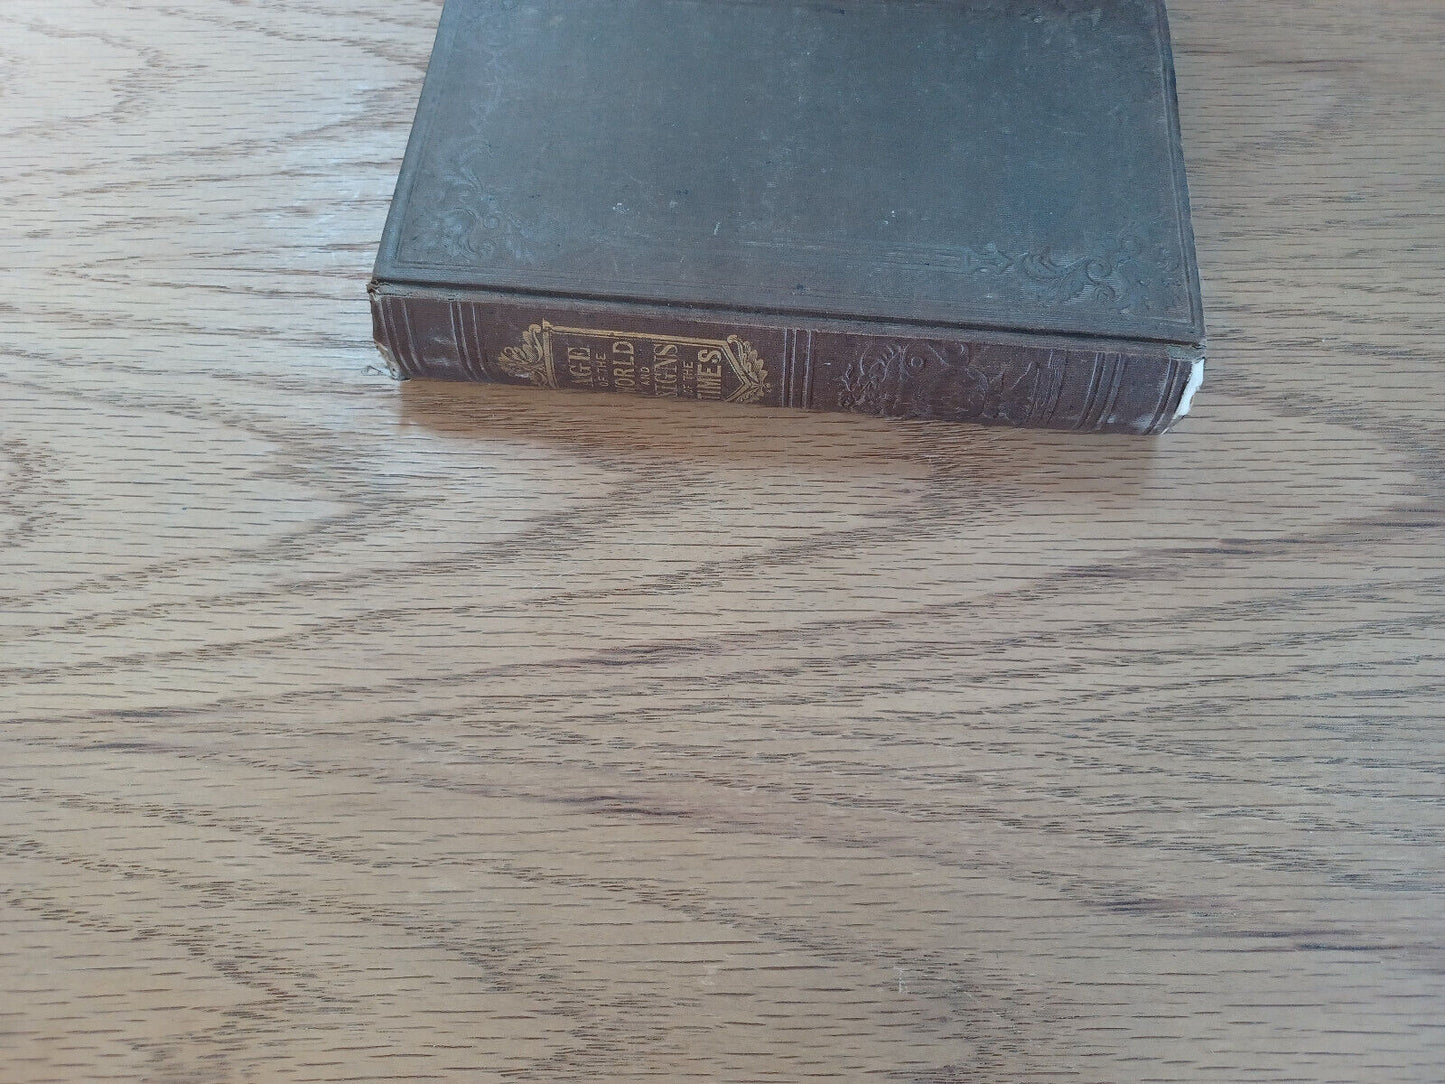 AGE
OF THE
WORLD
AND
SIGNS
OF THE
TIMES